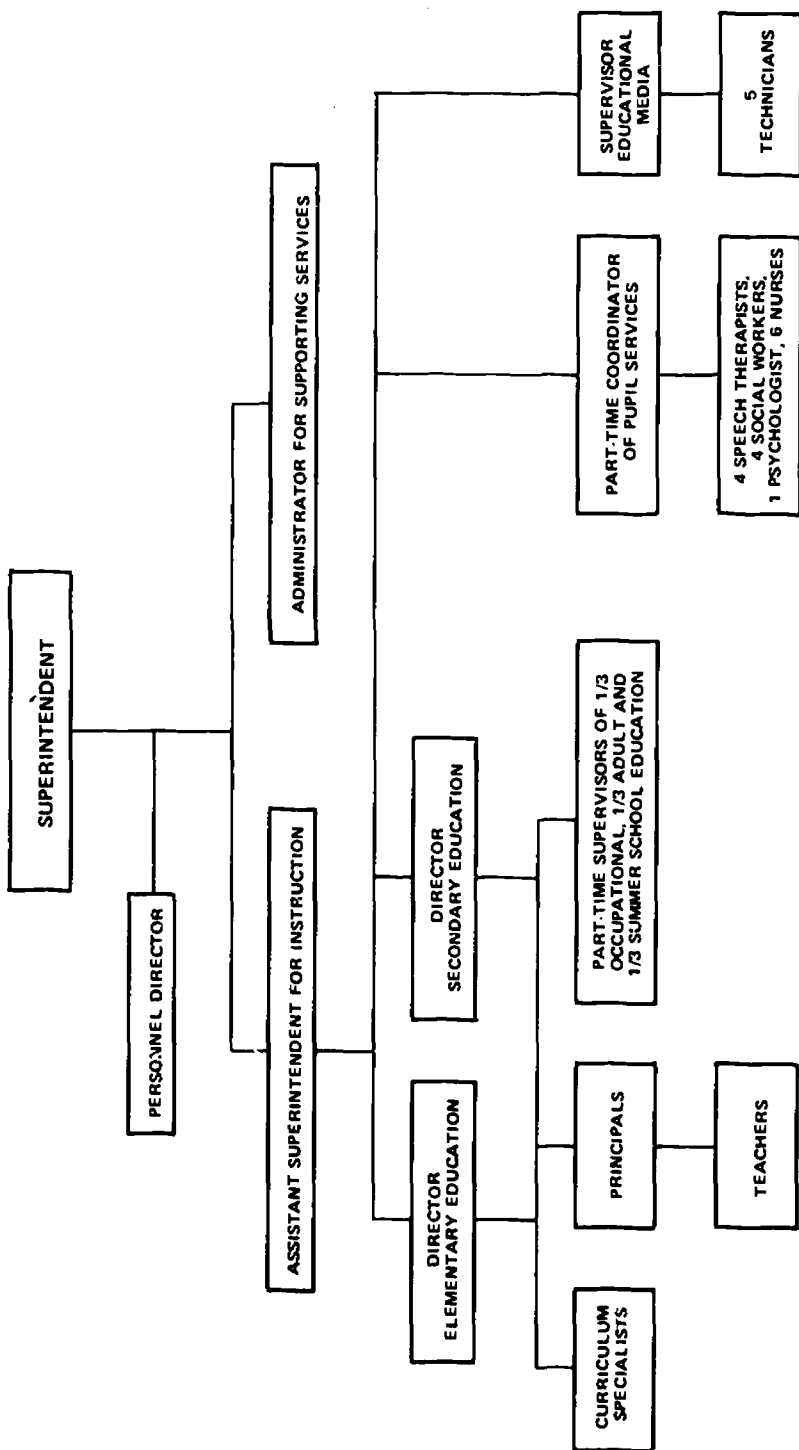 SUPERINTENDENT
PERSONNEL DIRECTOR
ASSISTANT SUPERINTENDENT FOR INSTRUCTION
ADMINISTRATOR FOR SUPPORTING SERVICES
DIRECTOR
ELEMENTARY EDUCATION
DIRECTOR
SECONDARY EDUCATION
CURRICULUM
SPECIALISTS
PRINCIPALS
PART-TIME SUPERVISORS OF 1/3
OCCUPATIONAL, 1/3 ADULT AND
1/3 SUMMER SCHOOL EDUCATION
PART-TIME COORDINATOR
OF PUPIL SERVICES
SUPERVISOR
EDUCATIONAL
MEDIA
TEACHERS
4 SPEECH THERAPISTS,
4 SOCIAL WORKERS,
1 PSYCHOLOGIST, 6 NURSES
5
TECHNICIANS